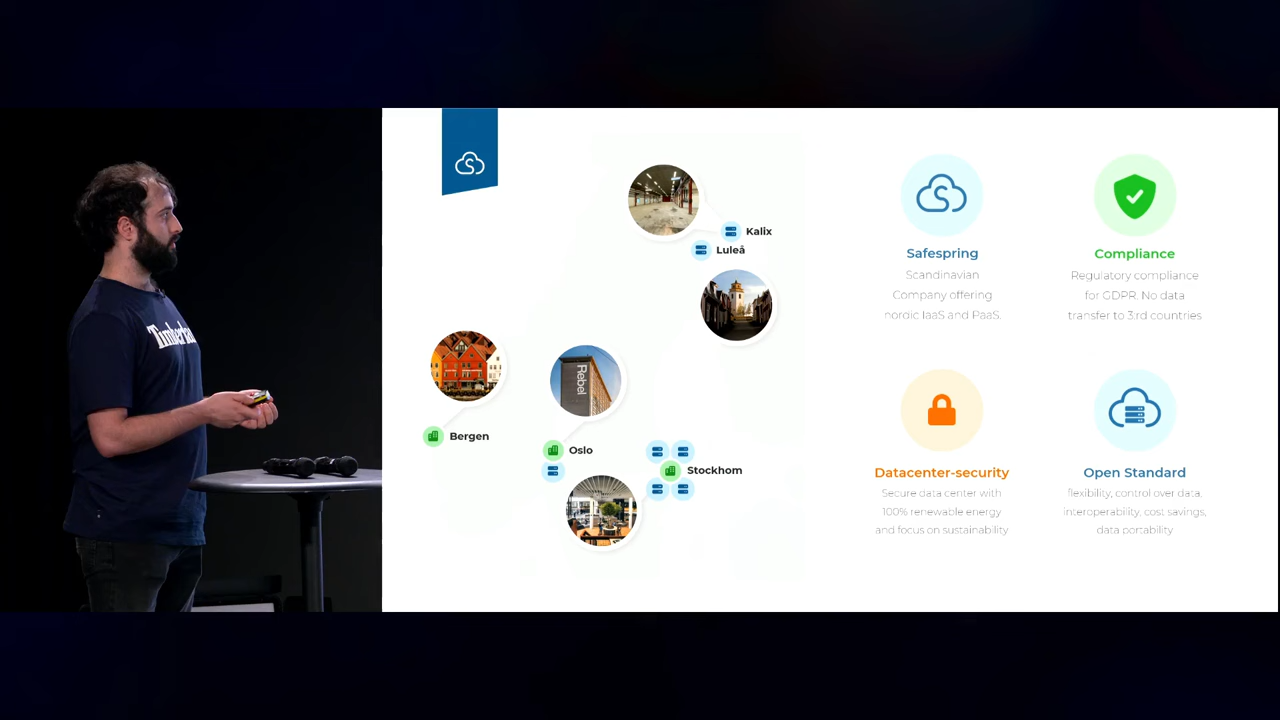 Timberla
Kalix
Luleå
Rebel
Bergen
Oslo
Stockhom
Safespring
Scandinavian
Company offering
nordic IaaS and PaaS.
Compliance
Regulatory compliance
for GDPR. No data
transfer to 3:rd countries
Datacenter-security
Secure data center with
100% renewable energy
and focus on sustainability
Open Standard
flexibility, control over data,
interoperability, cost savings,
data portability